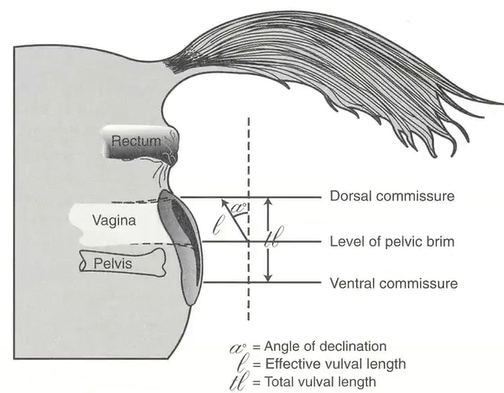 Rectum
Dorsal commissure
a
l
tl
Vagina
Level of pelvic brim
Pelvis
Ventral commissure
a = Angle of declination
l = Effective vulval length
tl = Total vulval length